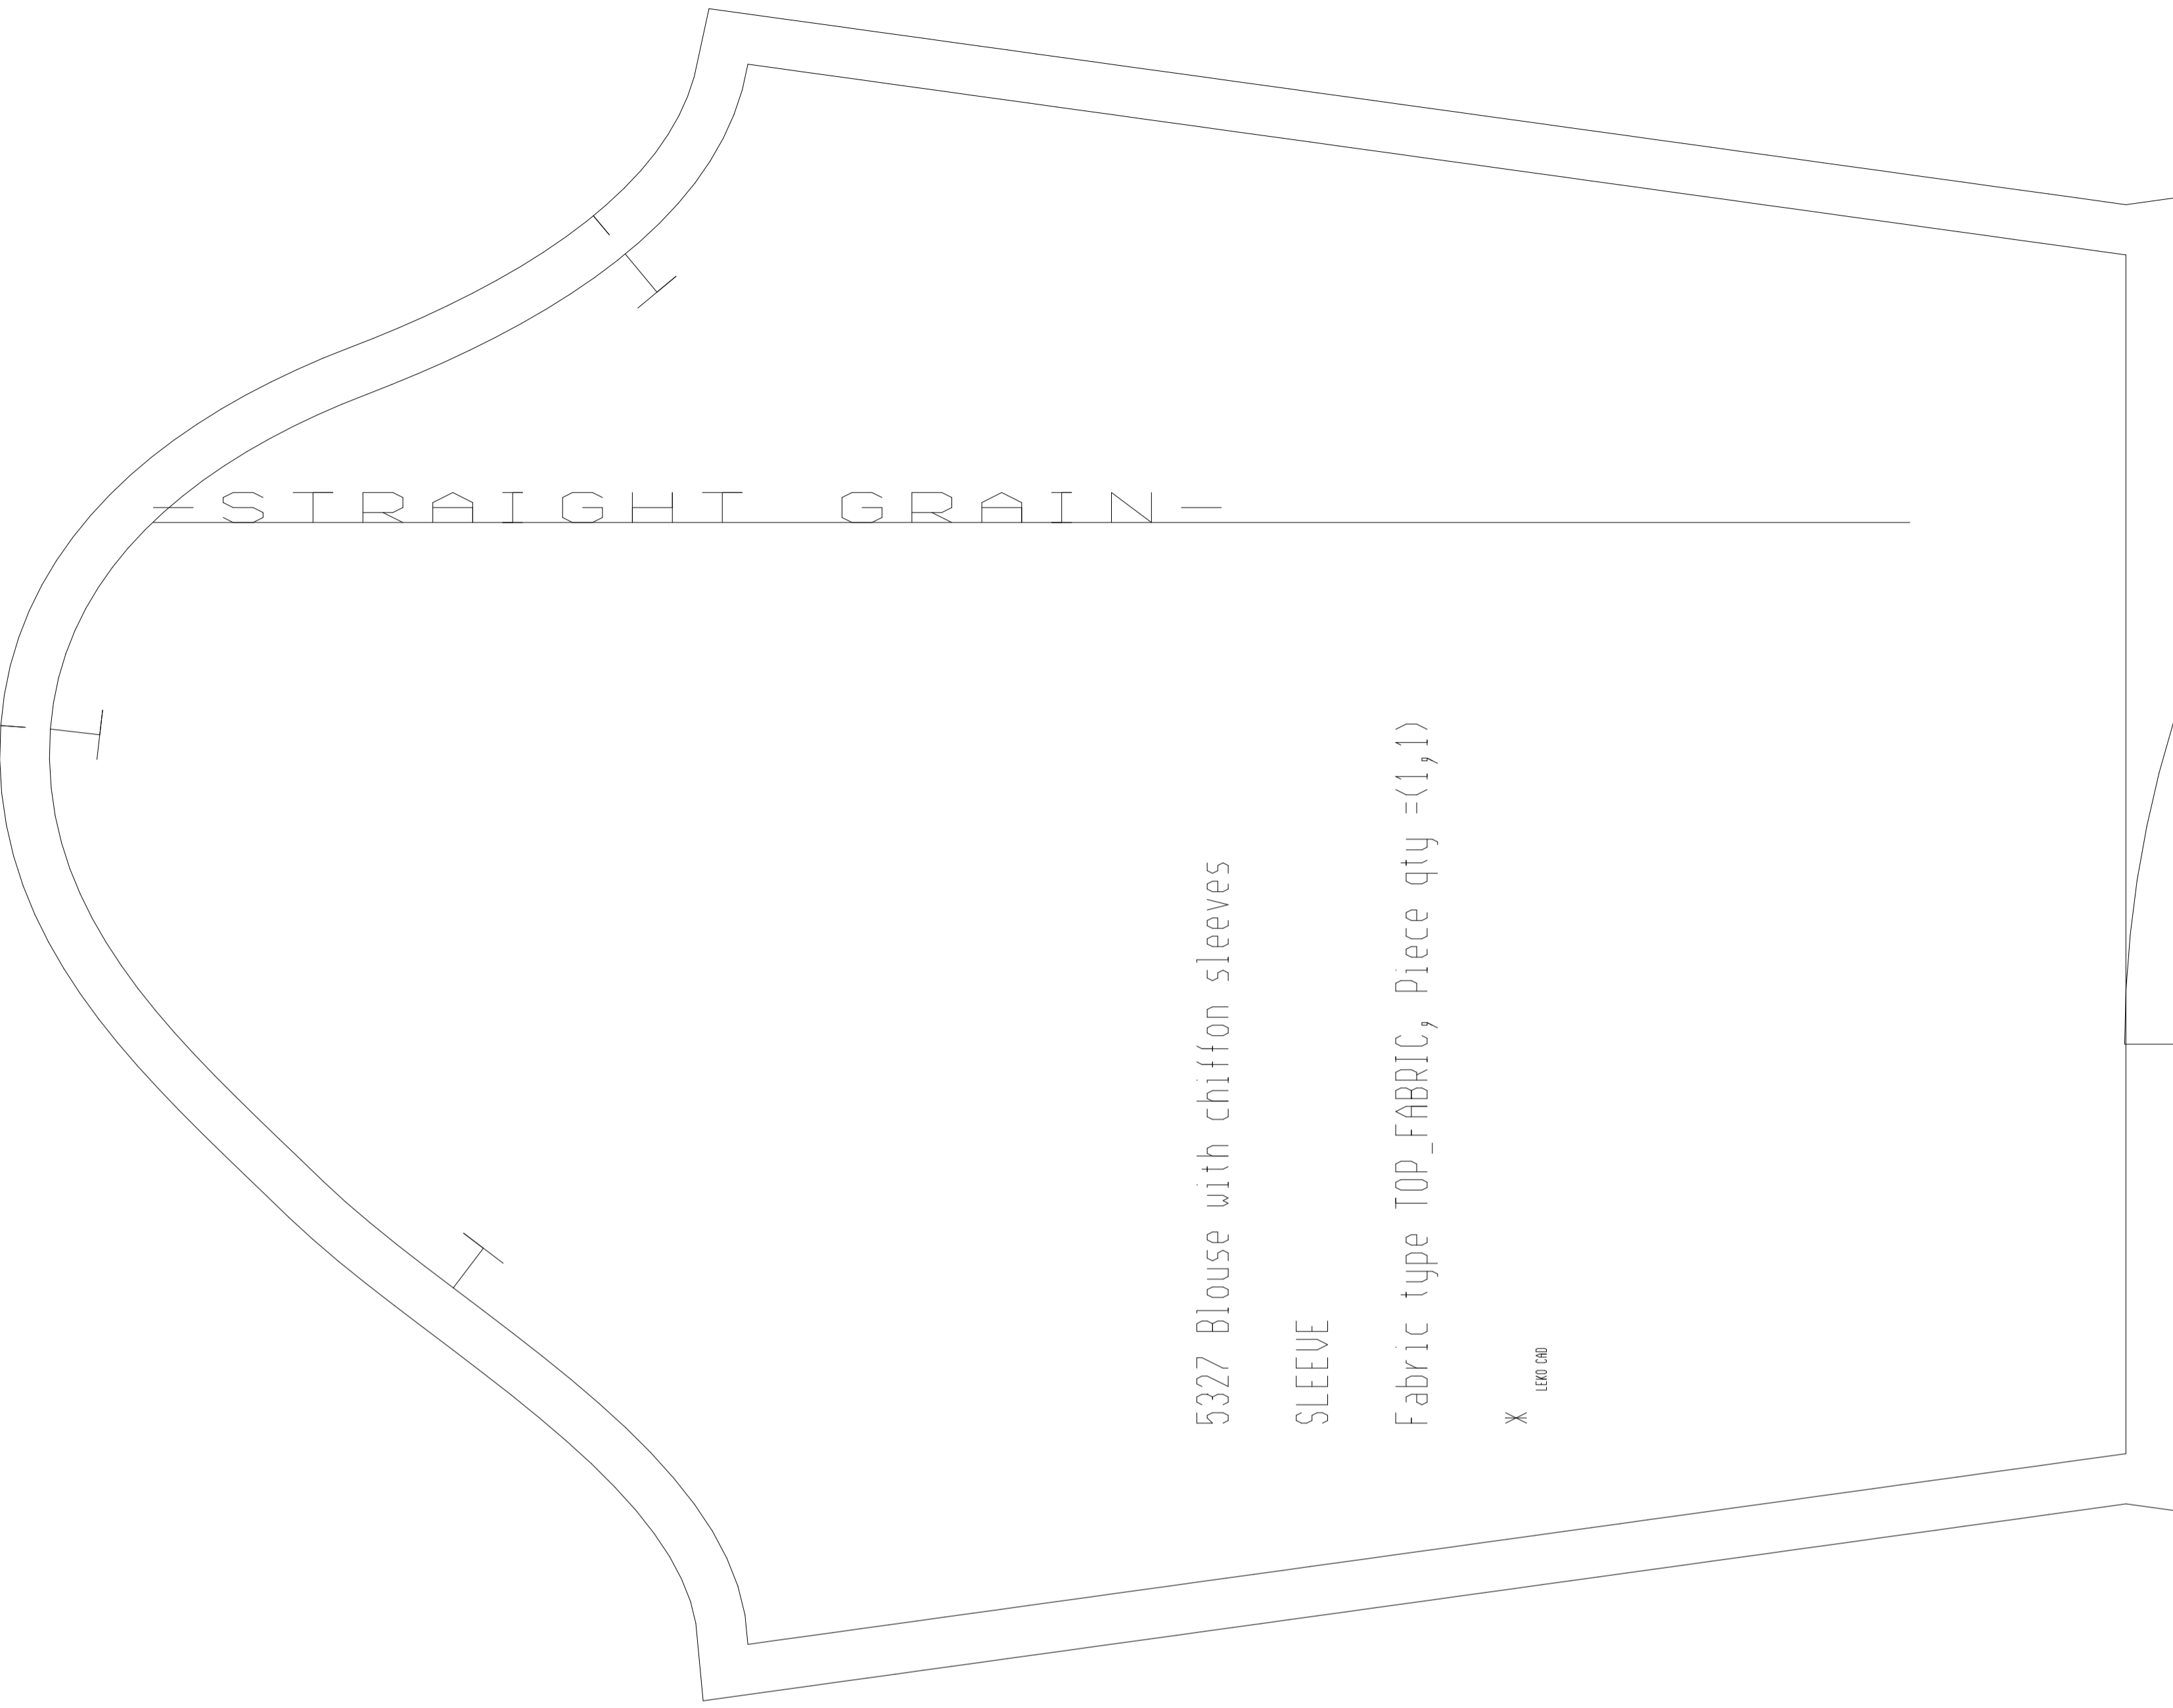 -STRAIGHT GRAIN-
5327 Blouse with chiffon sleeves
SLEEVE
Fabric type TOP_FABRIC, Piece qty =(1,1)
*
LEKO CAD